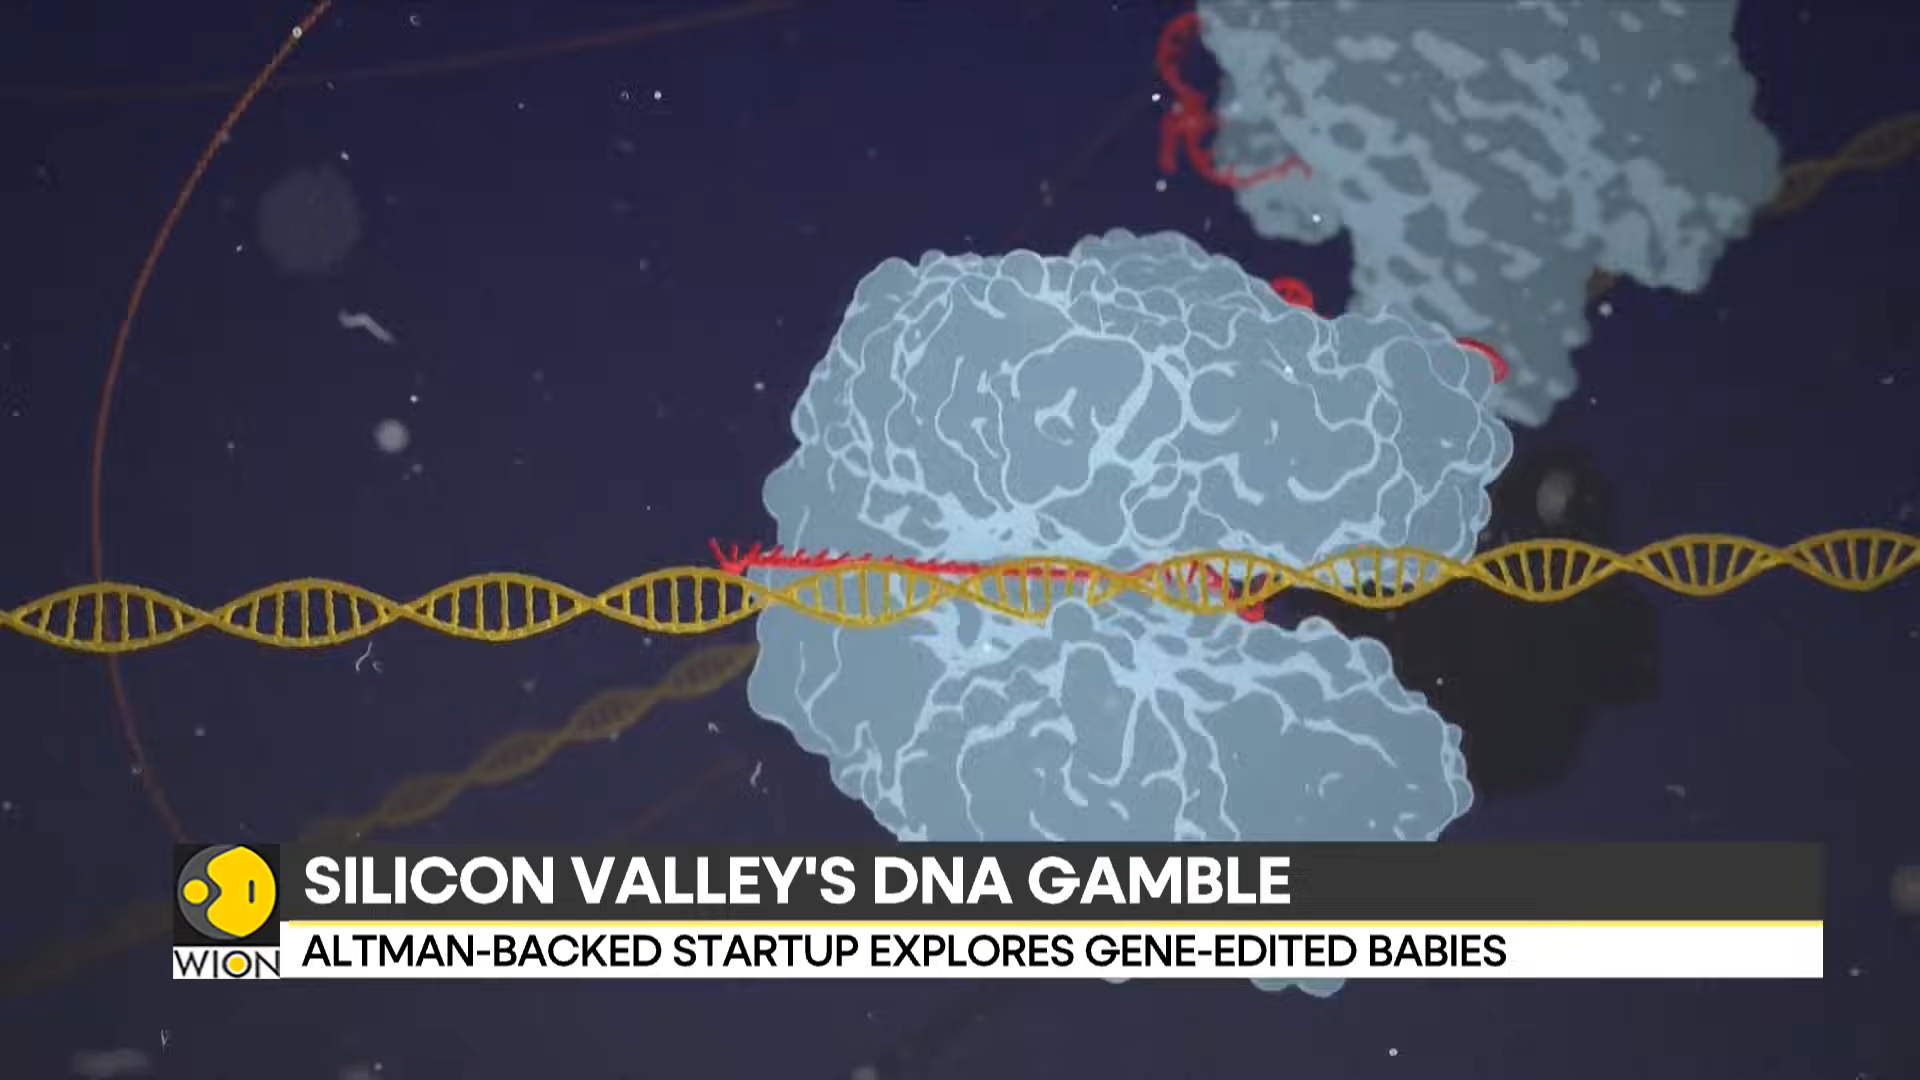 SILICON VALLEY'S DNA GAMBLE
ALTMAN-BACKED STARTUP EXPLORES GENE-EDITED BABIES
WION